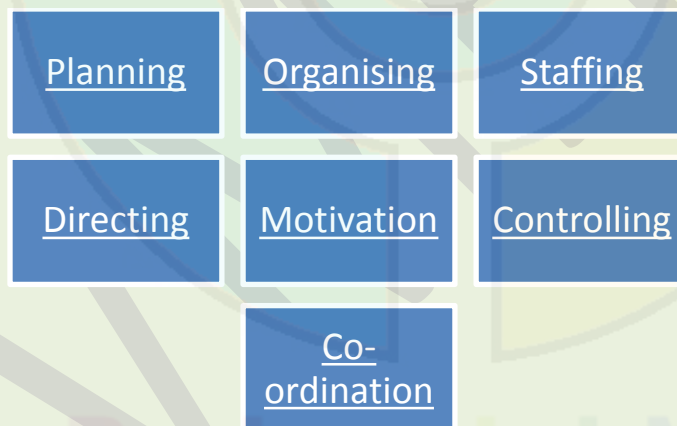 Planning
Organising
Staffing
Directing
Motivation
Controlling
Co-
ordination